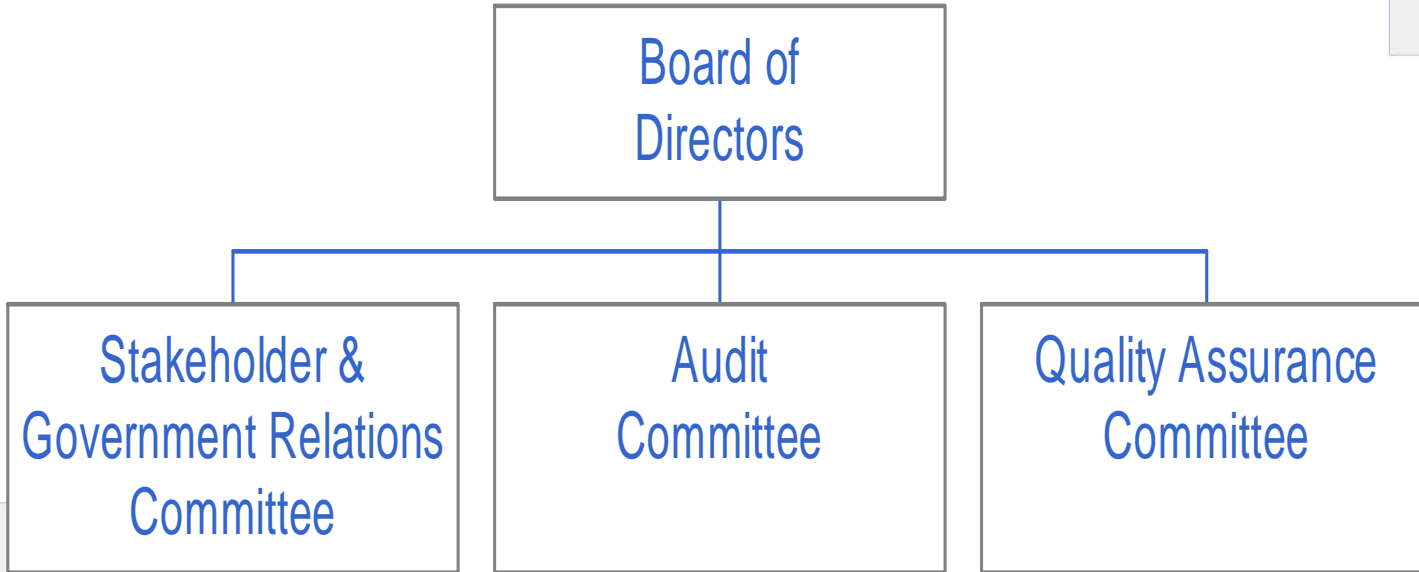 Board of
Directors
Stakeholder &
Government Relations
Committee
Audit
Committee
Quality Assurance
Committee